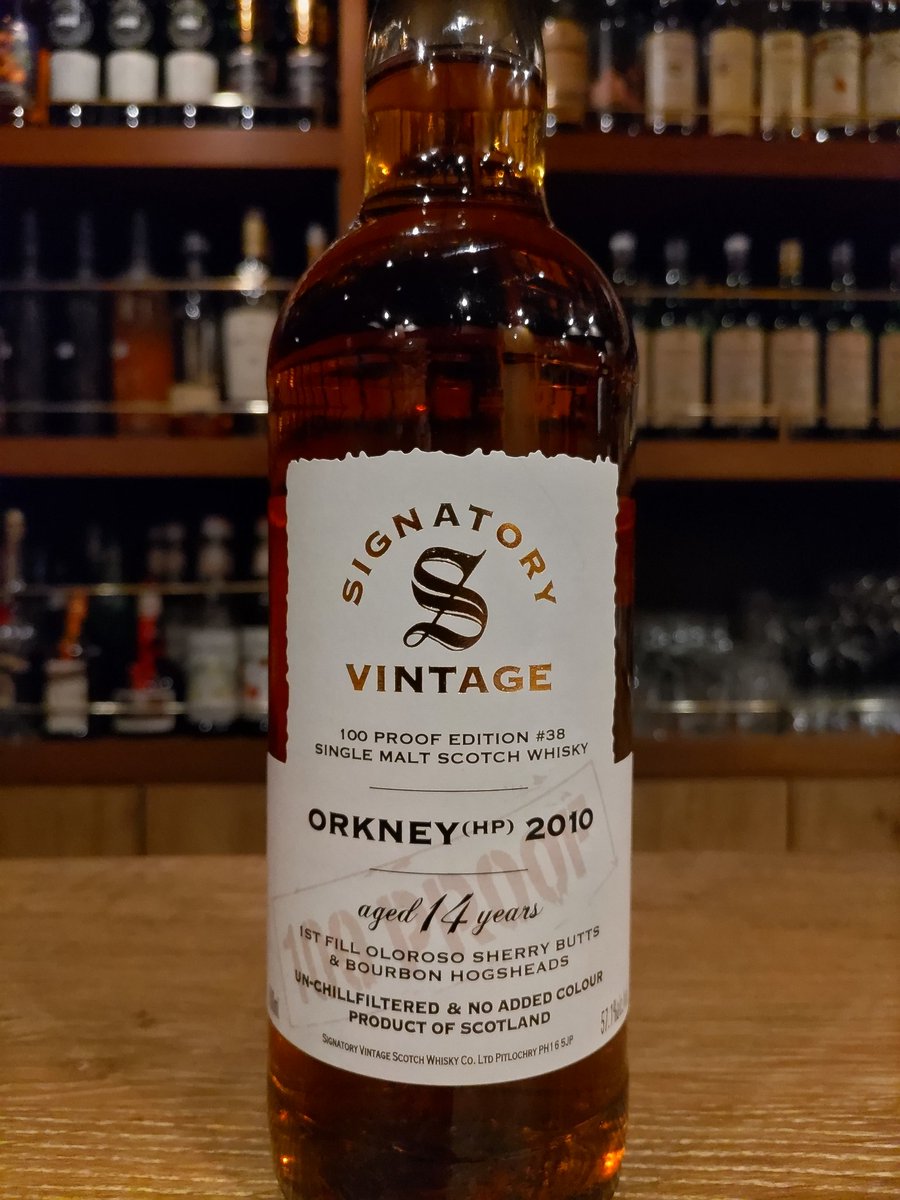 SIGNATORY
S
VINTAGE
100 PROOF EDITION #38
SINGLE MALT SCOTCH WHISKY
ORKNEY (HP) 2010
100 PROOF
aged 14 years
1ST FILL OLOROSO SHERRY BUTTS
& BOURBON HOGSHEADS
UN-CHILLFILTERED & NO ADDED COLOUR
PRODUCT OF SCOTLAND
57.1%
SIGNATORY VINTAGE SCOTCH WHISKY CO. LTD PITLOCHRY PH16 5JP